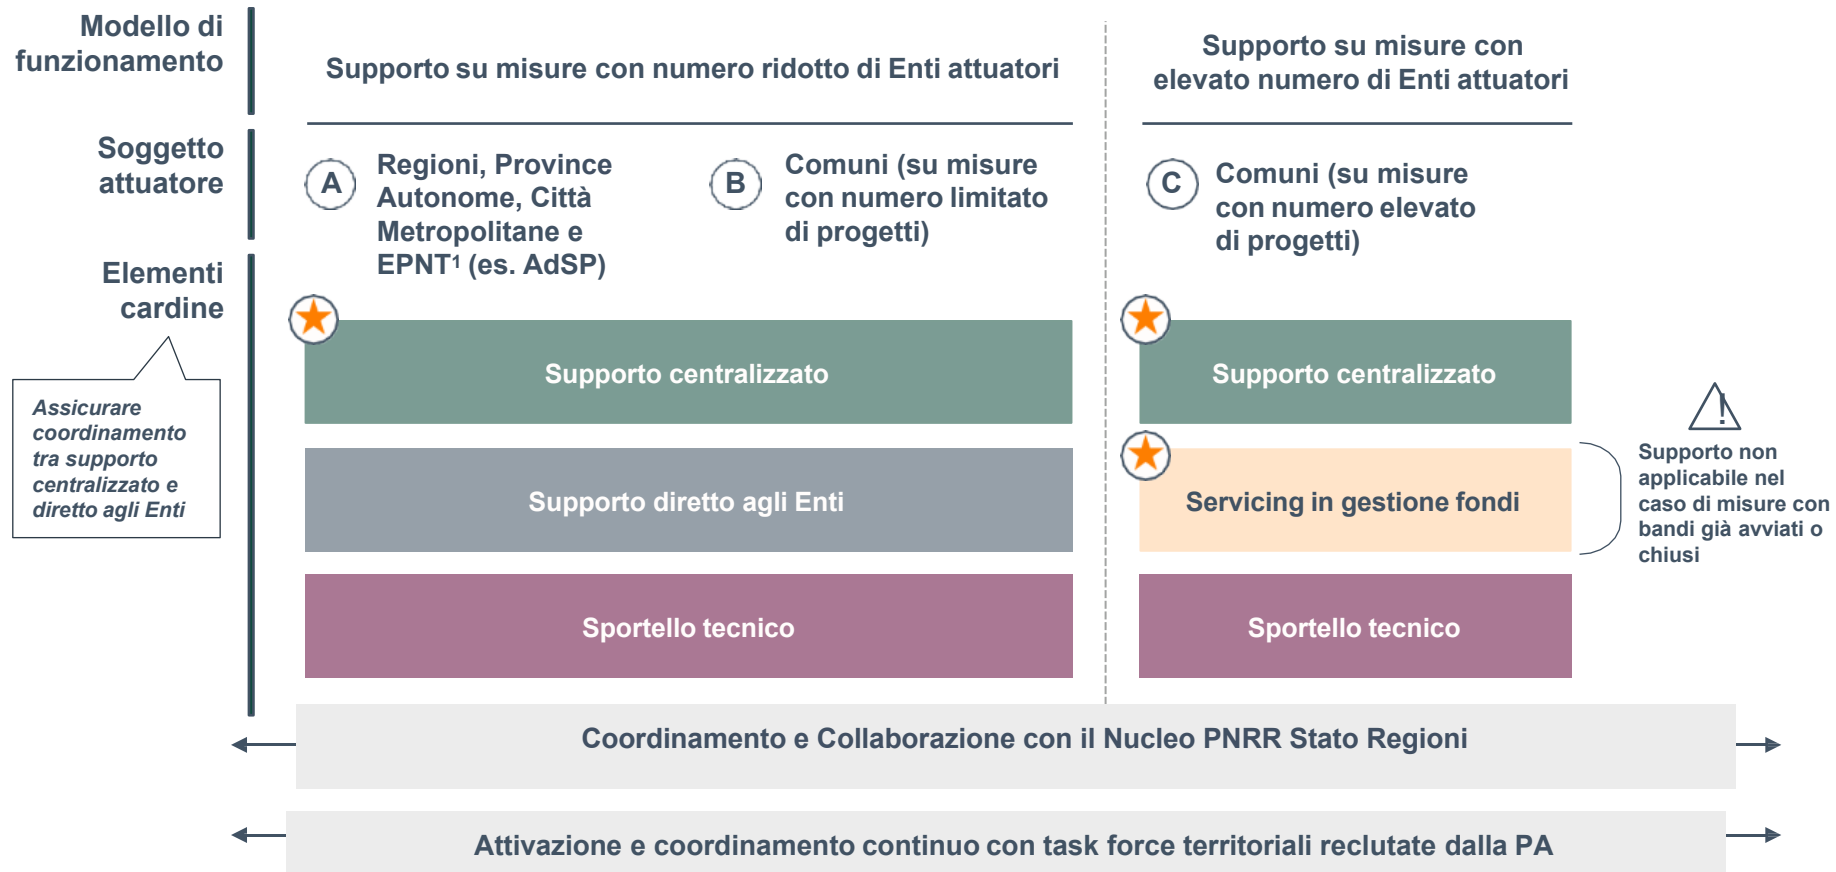 Modello di
funzionamento
Supporto su misure con numero ridotto di Enti attuatori
Supporto su misure con
elevato numero di Enti attuatori
Soggetto
attuatore
A
Regioni, Province
Autonome, Città
Metropolitane e
EPNT¹ (es. AdSP)
B
Comuni (su misure
con numero limitato
di progetti)
C
Comuni (su misure
con numero elevato
di progetti)
Elementi
cardine
Assicurare
coordinamento
tra supporto
centralizzato e
diretto agli Enti
Supporto centralizzato
Supporto centralizzato
Supporto diretto agli Enti
Servicing in gestione fondi
!
Supporto non
applicabile nel
caso di misure con
bandi già avviati o
chiusi
Sportello tecnico
Sportello tecnico
Coordinamento e Collaborazione con il Nucleo PNRR Stato Regioni
Attivazione e coordinamento continuo con task force territoriali reclutate dalla PA